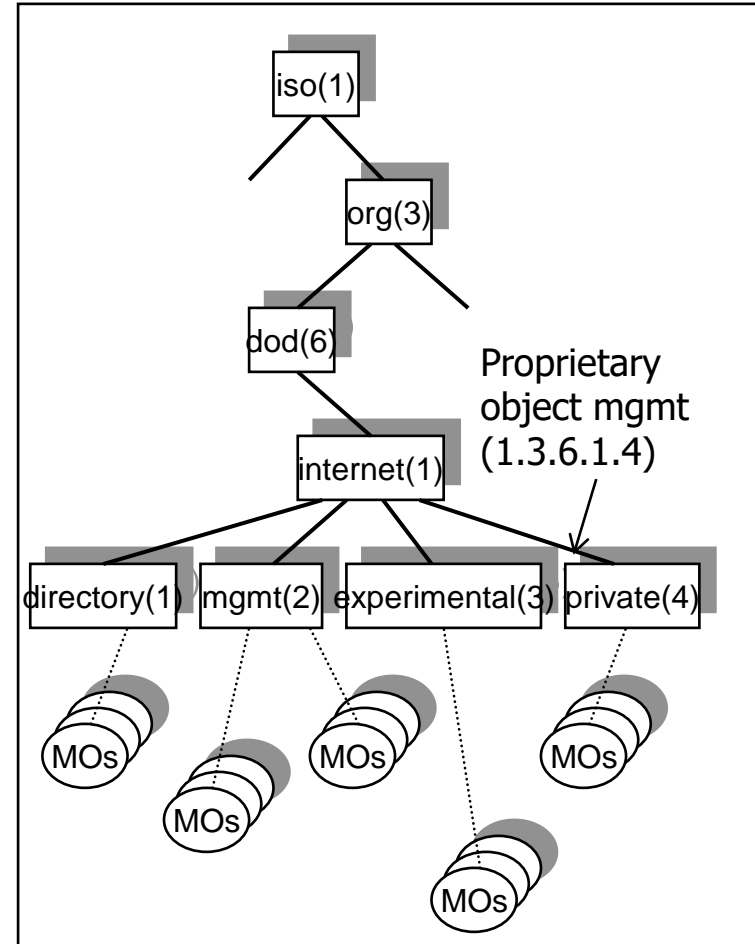 iso(1)
org(3)
dod(6)
Proprietary
object mgmt
(1.3.6.1.4)
internet(1)
directory(1)
mgmt(2)
experimental(3)
private(4)
MOs
MOs
MOs
MOs
MOs